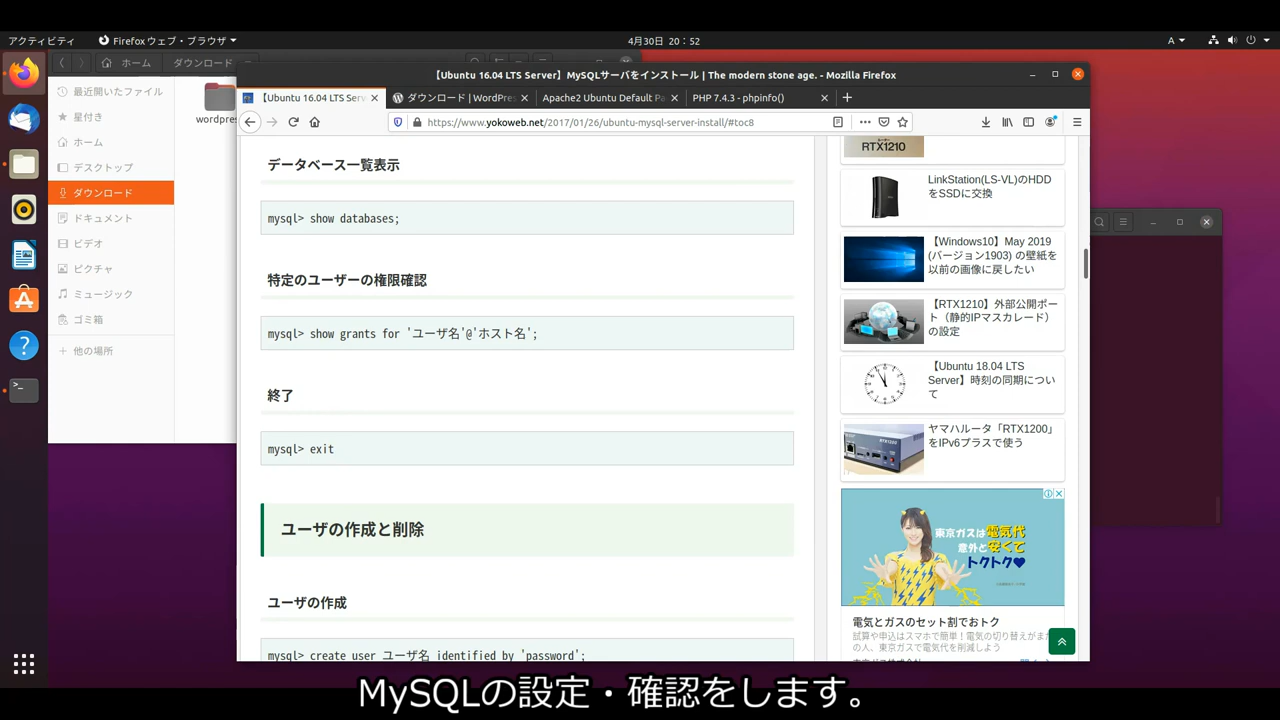 アクティビティ
Firefox ウェブ・ブラウザ
4月30日 20：52
A
ホーム
ダウンロード
最近開いたファイル
星付き
ホーム
デスクトップ
ダウンロード
ドキュメント
ビデオ
ピクチャ
ミュージック
ゴミ箱
+ 他の場所
wordpres
【Ubuntu 16.04 LTS Server】MySQLサーバをインストール | The modern stone age. - Mozilla Firefox
【Ubuntu 16.04 LTS Serv
ダウンロード | WordPres
Apache2 Ubuntu Default Pa
PHP 7.4.3 - phpinfo()
https://www.yokoweb.net/2017/01/26/ubuntu-mysql-server-install/#toc8
データベース一覧表示
mysql> show databases;
特定のユーザーの権限確認
mysql> show grants for 'ユーザ名'@'ホスト名';
終了
mysql> exit
ユーザの作成と削除
ユーザの作成
mysql> create user ユーザ名 identified by 'password';
RTX1210
LinkStation(LS-VL)のHDD
をSSDに交換
【Windows10】May 2019
(バージョン1903) の壁紙を
以前の画像に戻したい
【RTX1210】外部公開ポー
ト（静的IPマスカレード）
の設定
【Ubuntu 18.04 LTS
Server】時刻の同期につい
て
ヤマハルータ「RTX1200」
をIPv6プラスで使う
東京ガスは電気代
意外と安くて
トクトク
電気とガスのセット割でおトク
試算や申込はスマホで簡単！電気の切り替えがまだ
の人、東京ガスで電気代を削減しよう
MySQLの設定・確認をします。